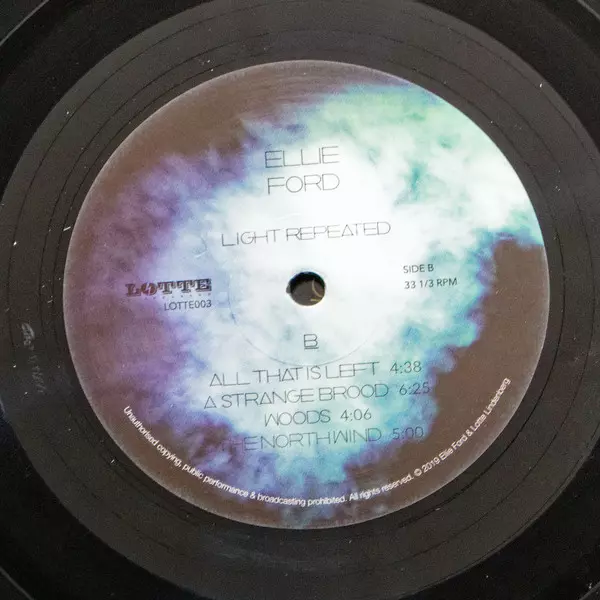 ELLIE
FORD
LIGHT REPEATED
LOTTE
LOTTE003
SIDE B
33 1/3 RPM
B
ALL THAT IS LEFT 4:38
A STRANGE BROOD 6:25
WOODS 4:06
THE NORTH WIND 5:00
Unauthorised copying, public performance & broadcasting prohibited. All rights reserved. © 2019 Ellie Ford & Lotte Lindenberg